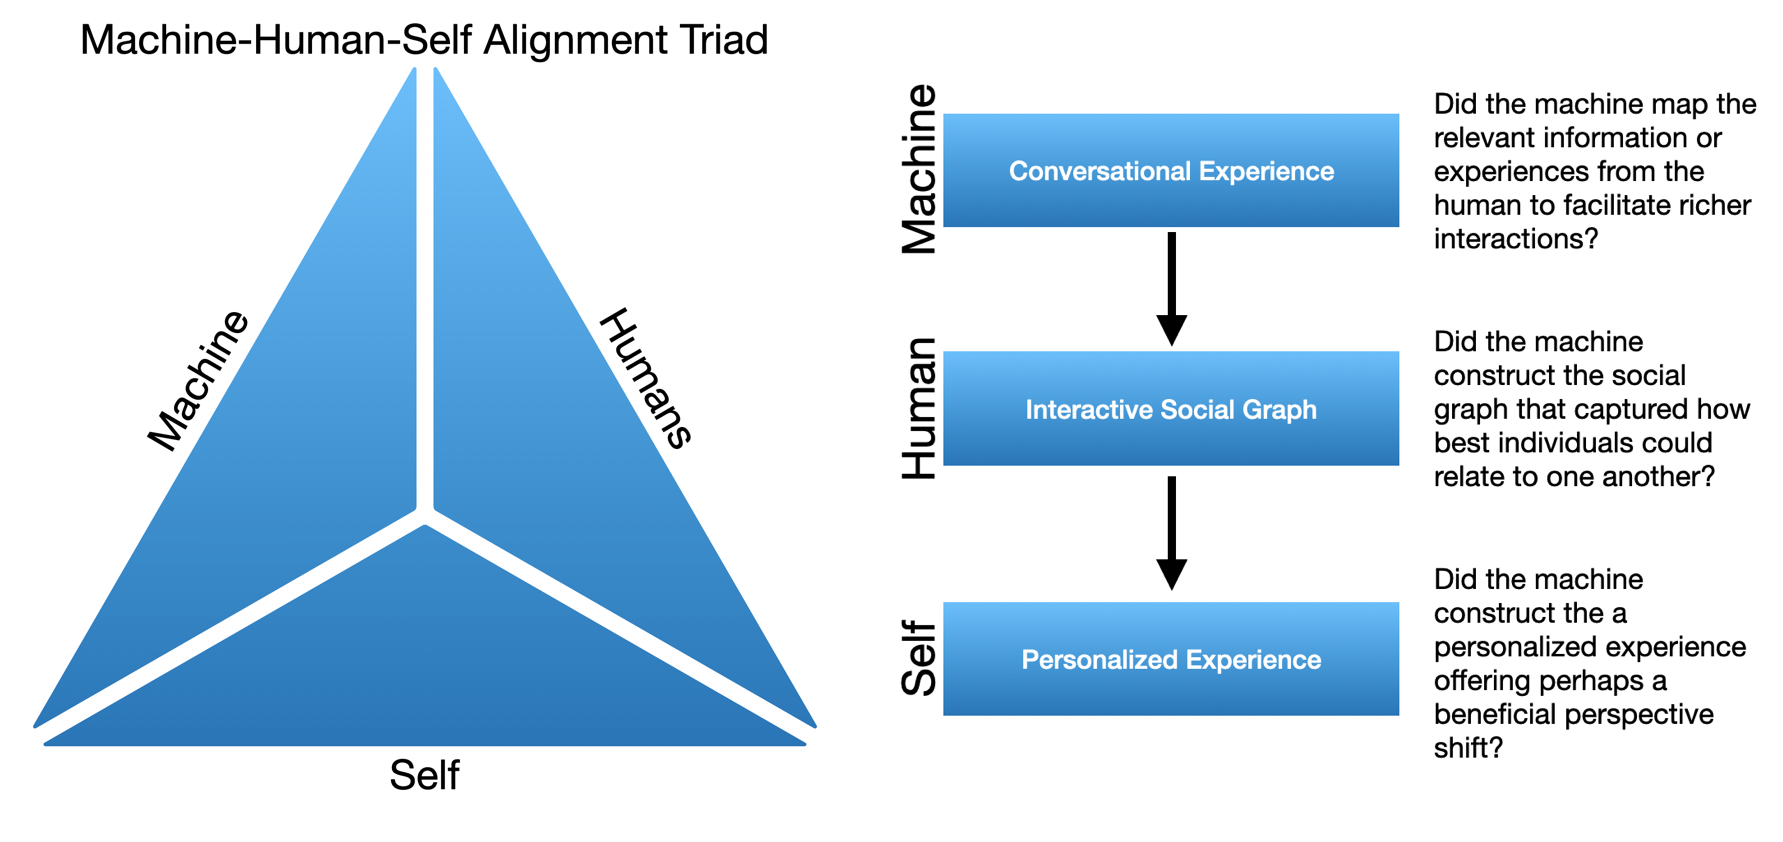 Machine-Human-Self Alignment Triad
Machine
Humans
Self
Machine
Conversational Experience
Did the machine map the
relevant information or
experiences from the
human to facilitate richer
interactions?
Human
Interactive Social Graph
Did the machine
construct the social
graph that captured how
best individuals could
relate to one another?
Self
Personalized Experience
Did the machine
construct the a
personalized experience
offering perhaps a
beneficial perspective
shift?